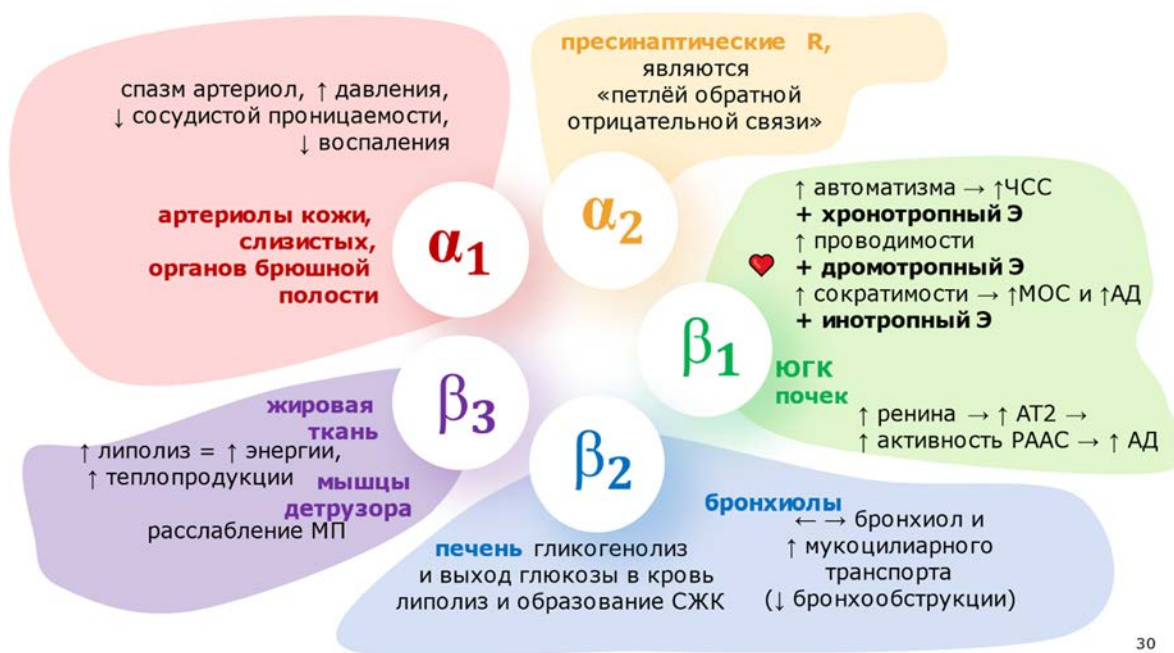 спазм артериол, ↑ давления,
↓ сосудистой проницаемости,
↓ воспаления
артериолы кожи,
слизистых,
органов брюшной
полости
α₁
пресинаптические R,
являются
«петлёй обратной
отрицательной связи»
α₂
↑ автоматизма → ↑ЧСС
+ хронотропный Э
↑ проводимости
+ дромотропный Э
↑ сократимости → ↑МОС и ↑АД
+ инотропный Э
β₁
ЮГК
почек
↑ ренина → ↑ АТ2 →
↑ активность РААС → ↑ АД
β₃
жировая
ткань
↑ липолиз = ↑ энергии,
↑ теплопродукции
мышцы
детрузора
расслабление МП
β₂
печень гликогенолиз
и выход глюкозы в кровь
липолиз и образование СЖК
бронхиолы
← → бронхиол и
↑ мукоцилиарного
транспорта
(↓ бронхообструкции)
30